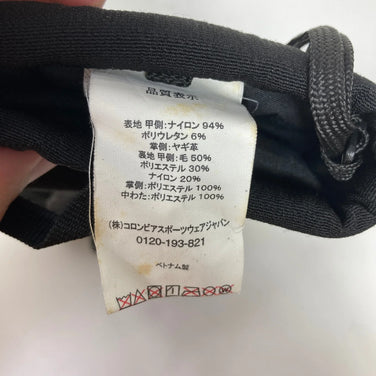 品質表示
表地 甲側:ナイロン 94%
ポリウレタン 6%
掌側:ヤギ革
裏地 甲側:毛 50%
ポリエステル 30%
ナイロン 20%
掌側:ポリエステル 100%
中わた:ポリエステル 100%
(株)コロンビアスポーツウェアジャパン
0120-193-821
ベトナム製